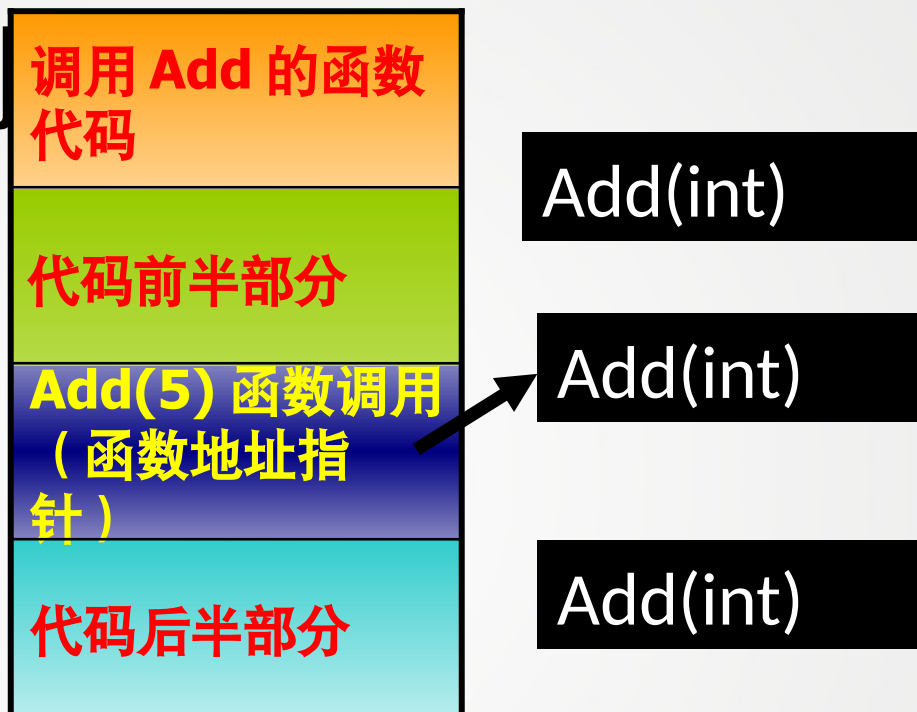 调用 Add 的函数
代码
代码前半部分
Add(5) 函数调用
( 函数地址指
针 )
代码后半部分
Add(int)
Add(int)
Add(int)